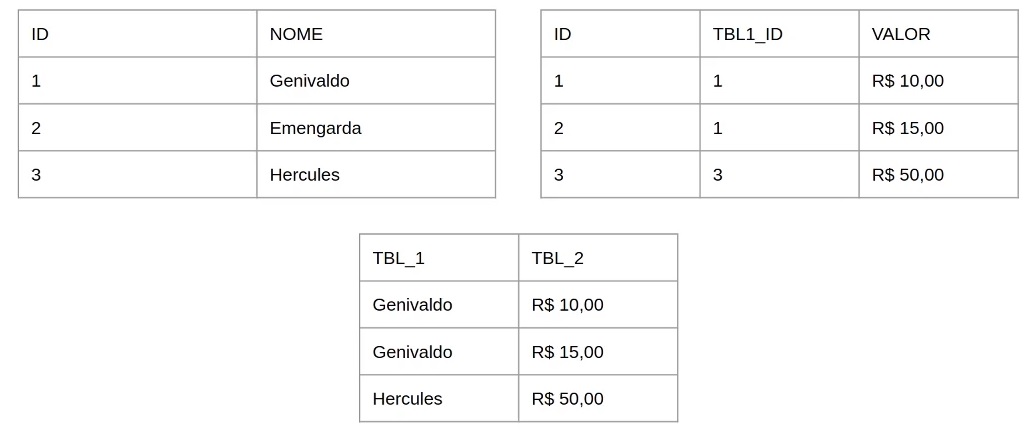 ID NOME
1 Genivaldo
2 Emengarda
3 Hercules
ID TBL1_ID VALOR
1 1 R$ 10,00
2 1 R$ 15,00
3 3 R$ 50,00
TBL_1 TBL_2
Genivaldo R$ 10,00
Genivaldo R$ 15,00
Hercules R$ 50,00